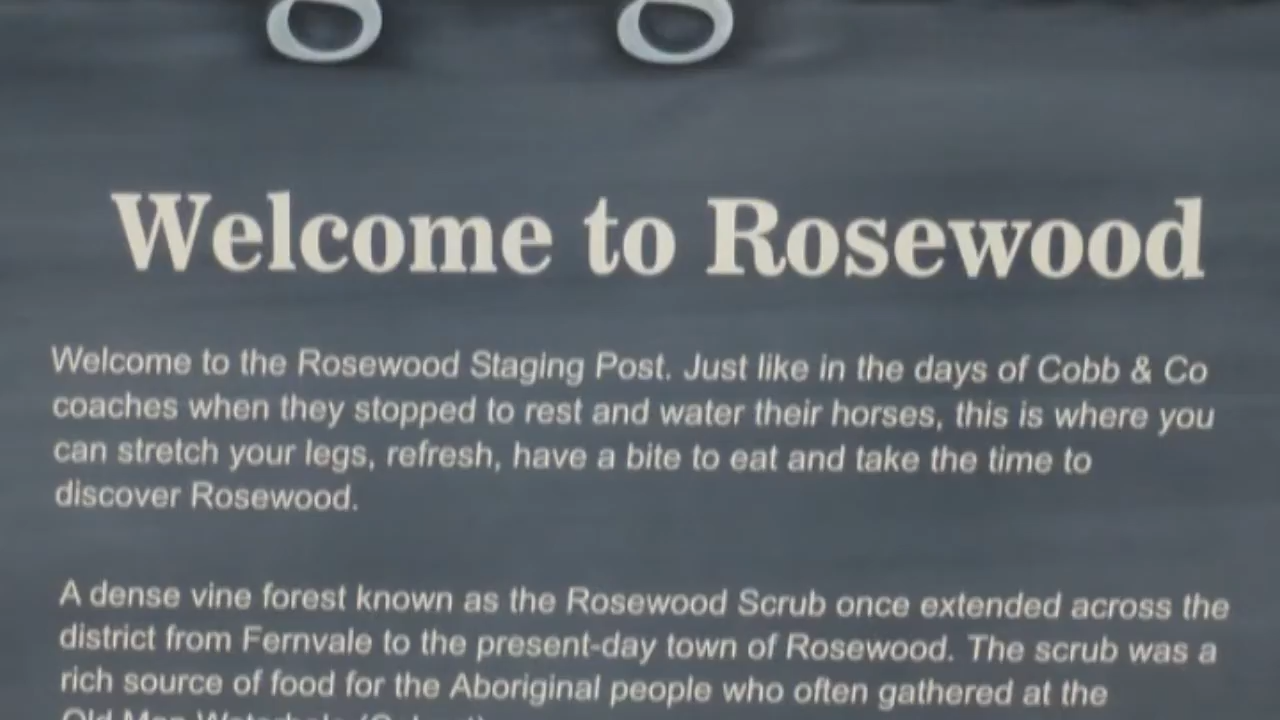 Welcome to Rosewood
Welcome to the Rosewood Staging Post. Just like in the days of Cobb & Co
coaches when they stopped to rest and water their horses, this is where you
can stretch your legs, refresh, have a bite to eat and take the time to
discover Rosewood.
A dense vine forest known as the Rosewood Scrub once extended across the
district from Fernvale to the present-day town of Rosewood. The scrub was a
rich source of food for the Aboriginal people who often gathered at the
Old Man Waterhole